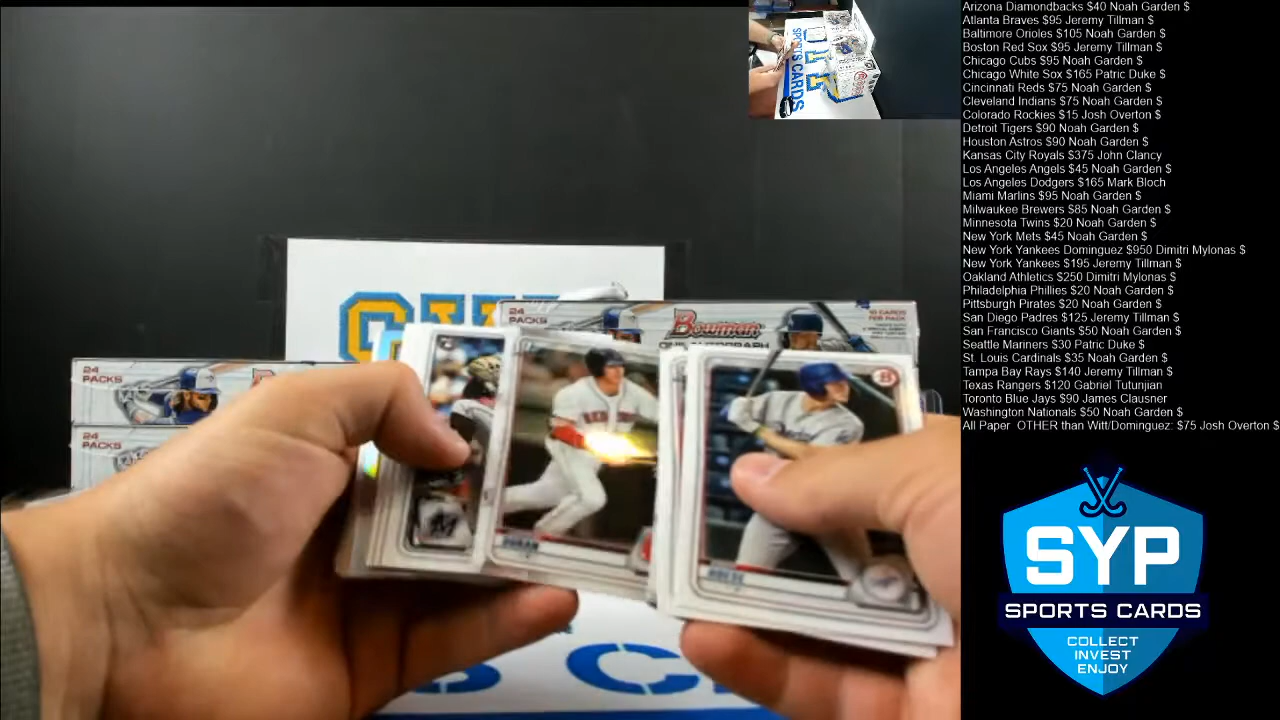 Arizona Diamondbacks $40 Noah Garden $
Atlanta Braves $95 Jeremy Tillman $
Baltimore Orioles $105 Noah Garden $
Boston Red Sox $95 Jeremy Tillman $
Chicago Cubs $95 Noah Garden $
Chicago White Sox $165 Patric Duke $
Cincinnati Reds $75 Noah Garden $
Cleveland Indians $75 Noah Garden $
Colorado Rockies $15 Josh Overton $
Detroit Tigers $90 Noah Garden $
Houston Astros $90 Noah Garden $
Kansas City Royals $375 John Clancy
Los Angeles Angels $45 Noah Garden $
Los Angeles Dodgers $165 Mark Bloch
Miami Marlins $95 Noah Garden $
Milwaukee Brewers $85 Noah Garden $
Minnesota Twins $20 Noah Garden $
New York Mets $45 Noah Garden $
New York Yankees Dominguez $950 Dimitri Mylonas $
New York Yankees $195 Jeremy Tillman $
Oakland Athletics $250 Dimitri Mylonas $
Philadelphia Phillies $20 Noah Garden $
Pittsburgh Pirates $20 Noah Garden $
San Diego Padres $125 Jeremy Tillman $
San Francisco Giants $50 Noah Garden $
Seattle Mariners $30 Patric Duke $
St. Louis Cardinals $35 Noah Garden $
Tampa Bay Rays $140 Jeremy Tillman $
Texas Rangers $120 Gabriel Tutunjian
Toronto Blue Jays $90 James Clausner
Washington Nationals $50 Noah Garden $
All Paper OTHER than Witt/Dominguez: $75 Josh Overton $
SPORTS CARDS
24 PACKS
Bowman
10 CARDS PER PACK
24 PACKS
24 PACKS
DURAN
SYP
SPORTS CARDS
COLLECT
INVEST
ENJOY